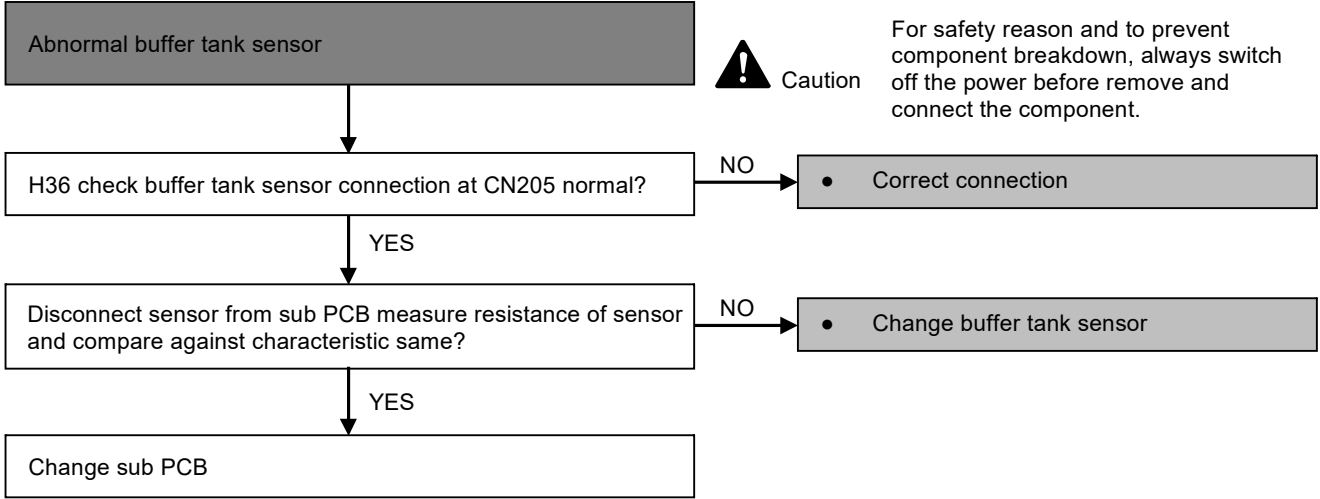 Abnormal buffer tank sensor
Caution
For safety reason and to prevent
component breakdown, always switch
off the power before remove and
connect the component.
H36 check buffer tank sensor connection at CN205 normal?
NO
● Correct connection
YES
Disconnect sensor from sub PCB measure resistance of sensor
and compare against characteristic same?
NO
● Change buffer tank sensor
YES
Change sub PCB